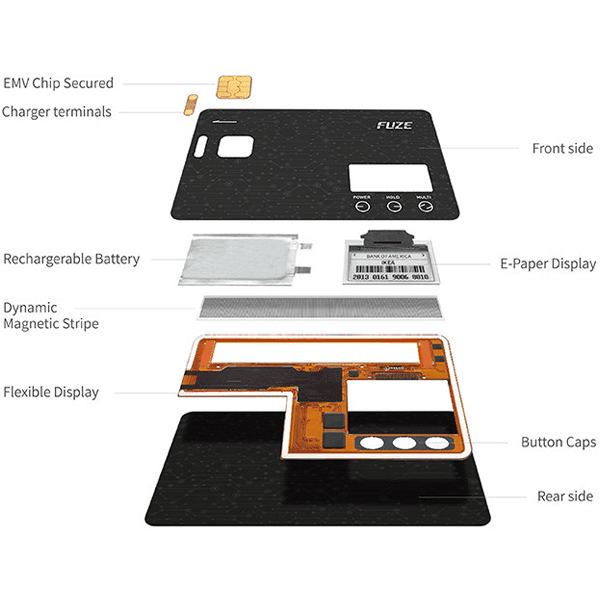 EMV Chip Secured
Charger terminals
FUZE
Front side
POWER HOLD MULTI
Rechargerable Battery
BANK OF AMERICA
IKEA
2013 0161 9006 0010
E-Paper Display
Dynamic
Magnetic Stripe
Flexible Display
Button Caps
Rear side